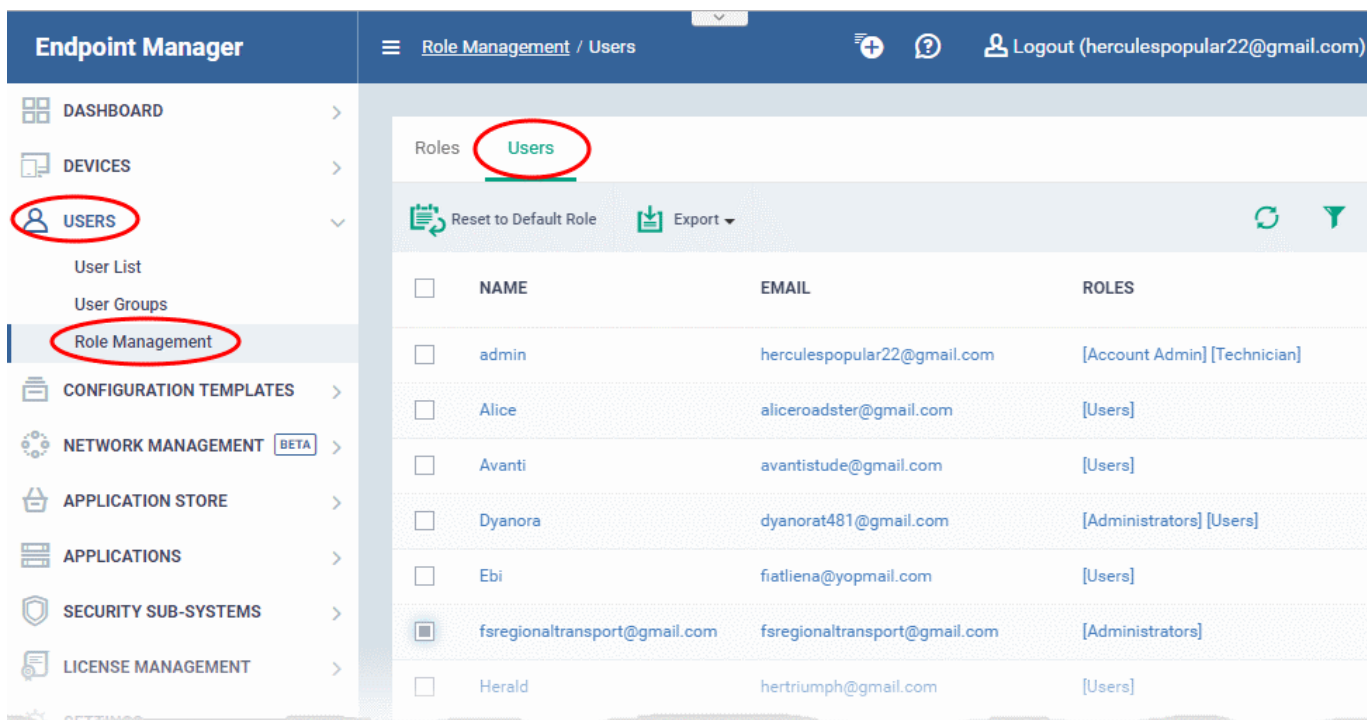 Endpoint Manager
Role Management / Users
Logout (herculespopular22@gmail.com)
DASHBOARD
DEVICES
USERS
User List
User Groups
Role Management
CONFIGURATION TEMPLATES
NETWORK MANAGEMENT BETA
APPLICATION STORE
APPLICATIONS
SECURITY SUB-SYSTEMS
LICENSE MANAGEMENT
SETTINGS
Roles Users
Reset to Default Role Export
NAME EMAIL ROLES
admin herculespopular22@gmail.com [Account Admin] [Technician]
Alice aliceroadster@gmail.com [Users]
Avanti avantistude@gmail.com [Users]
Dyanora dyanorat481@gmail.com [Administrators] [Users]
Ebi fiatliena@yopmail.com [Users]
fsregionaltransport@gmail.com fsregionaltransport@gmail.com [Administrators]
Herald hertriumph@gmail.com [Users]